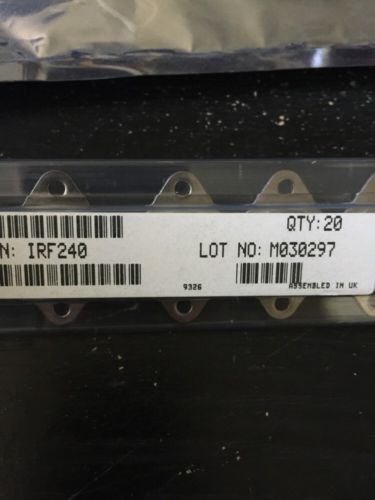 QTY: 20
N: IRF240 LOT NO: M030297
9326 ASSEMBLED IN UK